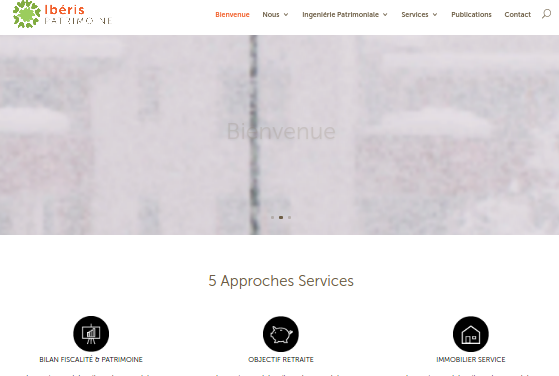 Ibéris
PATRIMOINE
Bienvenue Nous Ingeniérie Patrimoniale Services Publications Contact
Bienvenue
5 Approches Services
BILAN FISCALITÉ & PATRIMOINE OBJECTIF RETRAITE IMMOBILIER SERVICE